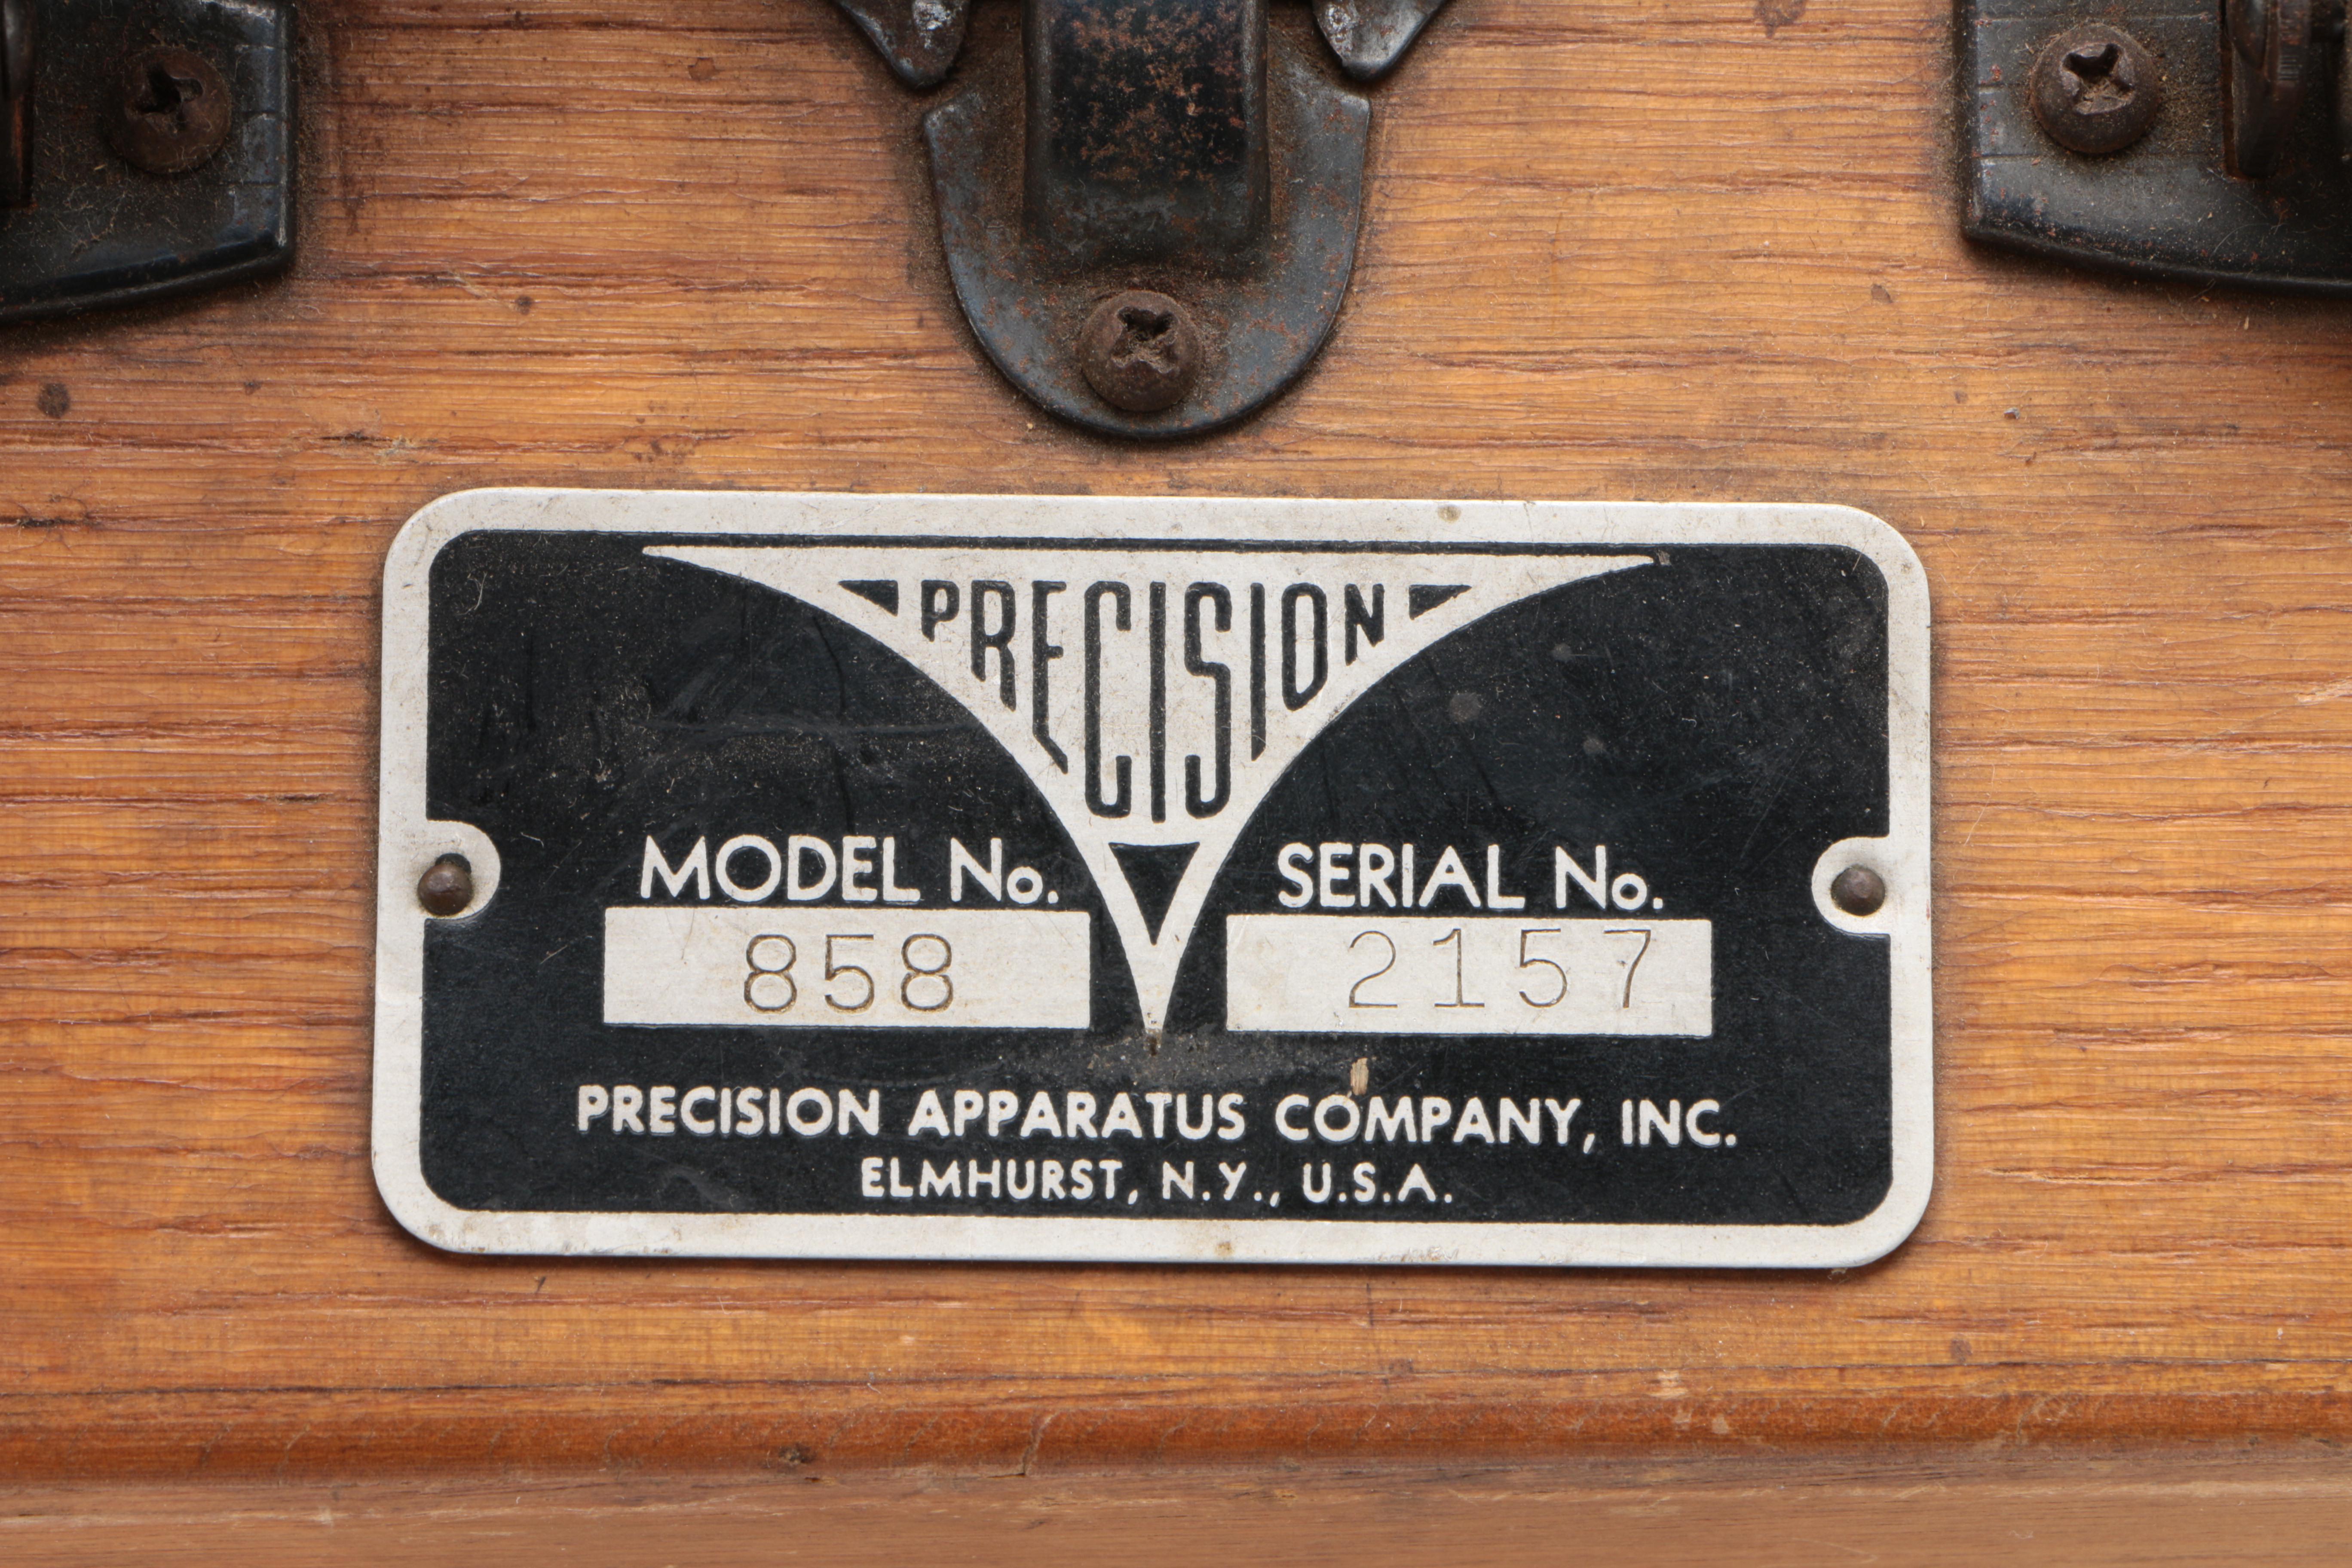 PRECISION
MODEL No. SERIAL No.
858 2157
PRECISION APPARATUS COMPANY, INC.
ELMHURST, N.Y., U.S.A.